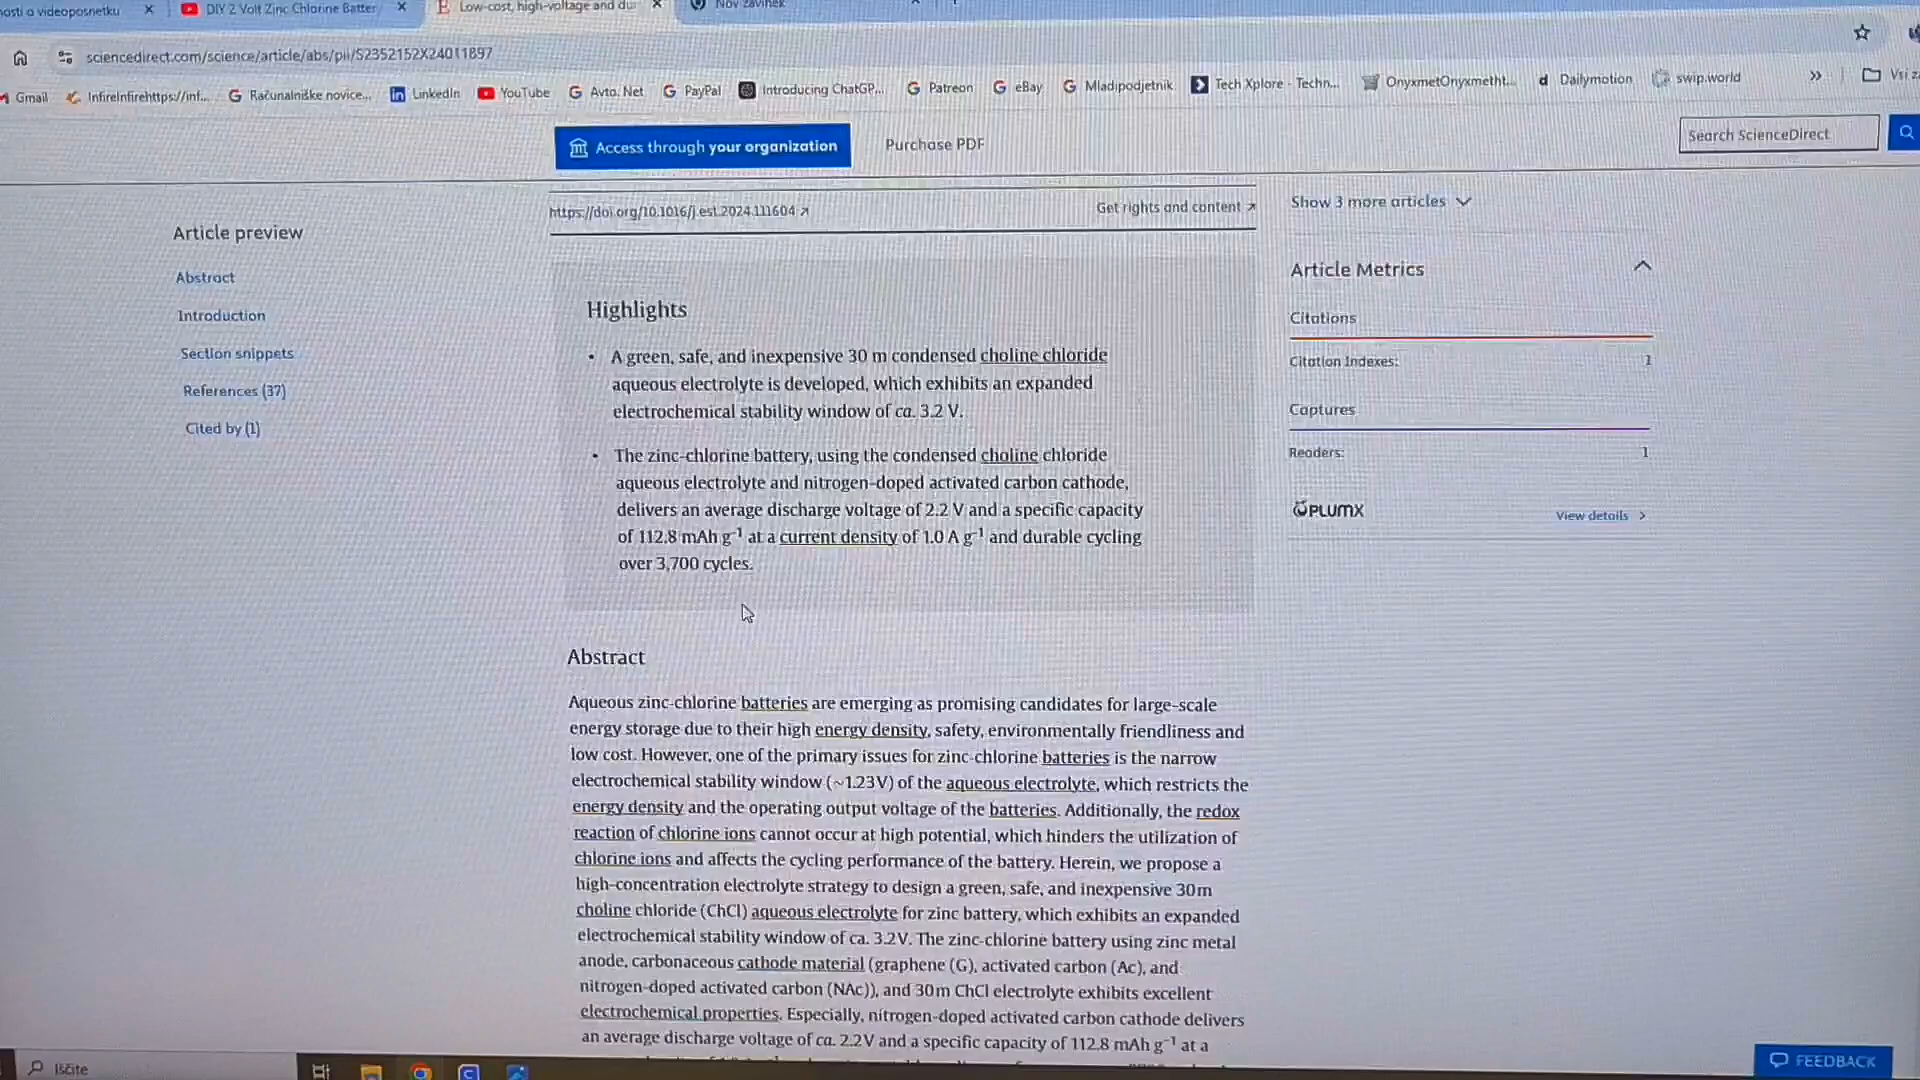 nosti o videoposnetku
DIY 2 Volt Zinc Chlorine Batter
Low-cost, high-voltage and du
Nov zavihek
sciencedirect.com/science/article/abs/pii/S2352152X24011897
Gmail
InfireInfirehttps://inf...
Računalniške novice...
LinkedIn
YouTube
Avto. Net
PayPal
Introducing ChatGP...
Patreon
eBay
Mladipodjetnik
Tech Xplore - Techn...
OnyxmetOnyxmetht...
Dailymotion
swip.world
Vsi z
Access through your organization
Purchase PDF
Search ScienceDirect
Article preview
Abstract
Introduction
Section snippets
References (37)
Cited by (1)
https://doi.org/10.1016/j.est.2024.111604
Get rights and content
Highlights
• A green, safe, and inexpensive 30 m condensed choline chloride
aqueous electrolyte is developed, which exhibits an expanded
electrochemical stability window of ca. 3.2 V.
• The zinc-chlorine battery, using the condensed choline chloride
aqueous electrolyte and nitrogen-doped activated carbon cathode,
delivers an average discharge voltage of 2.2 V and a specific capacity
of 112.8 mAh g⁻¹ at a current density of 1.0 A g⁻¹ and durable cycling
over 3,700 cycles.
Abstract
Aqueous zinc-chlorine batteries are emerging as promising candidates for large-scale
energy storage due to their high energy density, safety, environmentally friendliness and
low cost. However, one of the primary issues for zinc-chlorine batteries is the narrow
electrochemical stability window (~1.23V) of the aqueous electrolyte, which restricts the
energy density and the operating output voltage of the batteries. Additionally, the redox
reaction of chlorine ions cannot occur at high potential, which hinders the utilization of
chlorine ions and affects the cycling performance of the battery. Herein, we propose a
high-concentration electrolyte strategy to design a green, safe, and inexpensive 30m
choline chloride (ChCl) aqueous electrolyte for zinc battery, which exhibits an expanded
electrochemical stability window of ca. 3.2V. The zinc-chlorine battery using zinc metal
anode, carbonaceous cathode material (graphene (G), activated carbon (Ac), and
nitrogen-doped activated carbon (NAc)), and 30m ChCl electrolyte exhibits excellent
electrochemical properties. Especially, nitrogen-doped activated carbon cathode delivers
an average discharge voltage of ca. 2.2V and a specific capacity of 112.8 mAh g⁻¹ at a
Show 3 more articles
Article Metrics
Citations
Citation Indexes: 1
Captures
Readers: 1
PLUMX
View details
FEEDBACK
Iščite